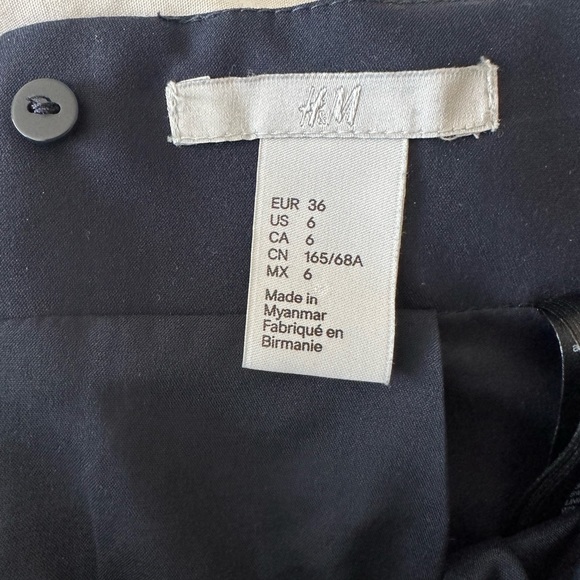 H&M
EUR 36
US 6
CA 6
CN 165/68A
MX 6
Made in
Myanmar
Fabriqué en
Birmanie